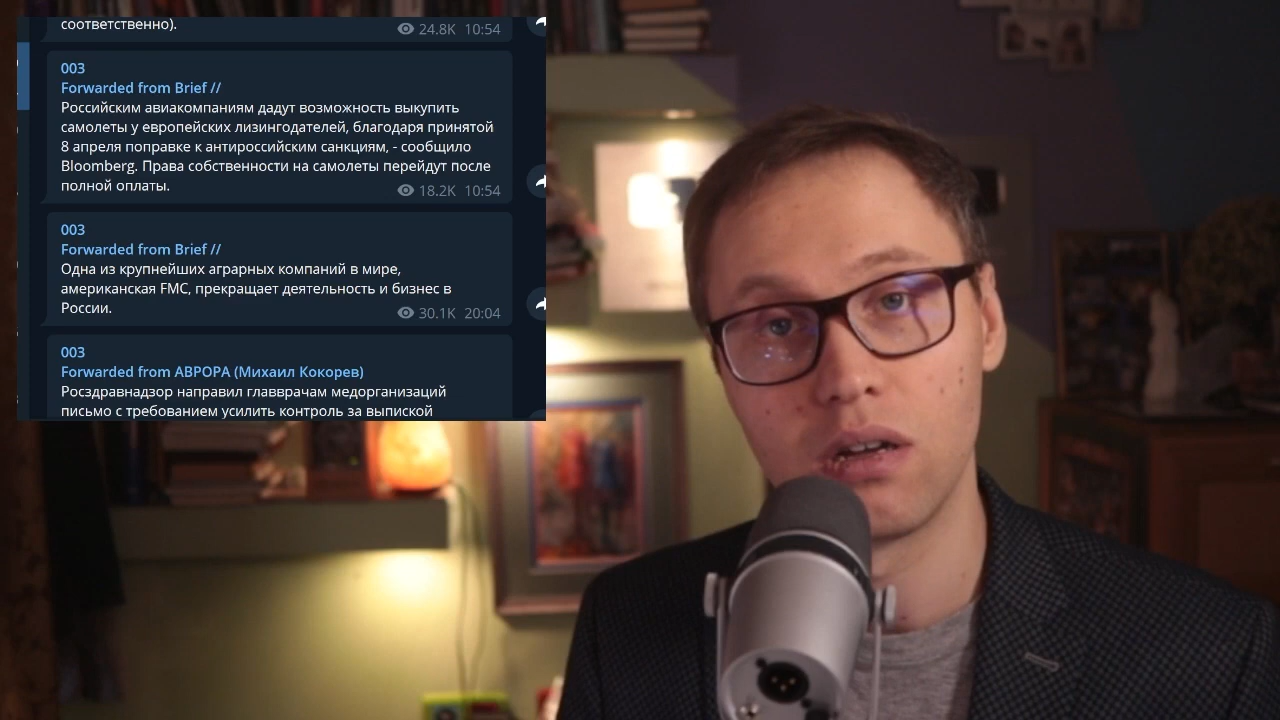 соответственно).
24.8K 10:54
003
Forwarded from Brief //
Российским авиакомпаниям дадут возможность выкупить
самолеты у европейских лизингодателей, благодаря принятой
8 апреля поправке к антироссийским санкциям, - сообщило
Bloomberg. Права собственности на самолеты перейдут после
полной оплаты.
18.2K 10:54
003
Forwarded from Brief //
Одна из крупнейших аграрных компаний в мире,
американская FMC, прекращает деятельность и бизнес в
России.
30.1K 20:04
003
Forwarded from АВРОРА (Михаил Кокорев)
Росздравнадзор направил главврачам медорганизаций
письмо с требованием усилить контроль за выпиской